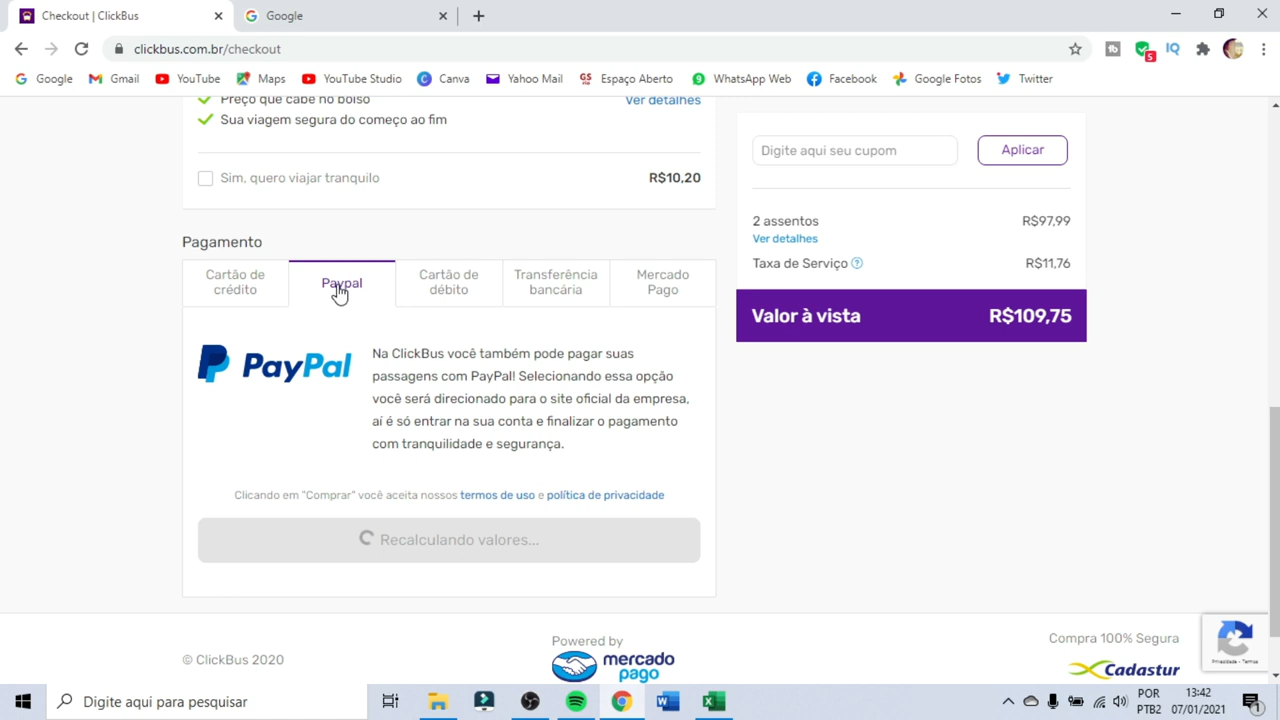 Checkout | ClickBus
Google
clickbus.com.br/checkout
5
IQ
Google
Gmail
YouTube
Maps
YouTube Studio
Canva
Yahoo Mail
Espaço Aberto
WhatsApp Web
Facebook
Google Fotos
Twitter
Preço que cabe no bolso
Ver detalhes
Sua viagem segura do começo ao fim
Sim, quero viajar tranquilo
R$10,20
Digite aqui seu cupom
Aplicar
2 assentos
R$97,99
Ver detalhes
Taxa de Serviço ?
R$11,76
Valor à vista
R$109,75
Pagamento
Cartão de
crédito
Paypal
Cartão de
débito
Transferência
bancária
Mercado
Pago
PayPal
Na ClickBus você também pode pagar suas
passagens com PayPal! Selecionando essa opção
você será direcionado para o site oficial da empresa,
aí é só entrar na sua conta e finalizar o pagamento
com tranquilidade e segurança.
Clicando em "Comprar" você aceita nossos termos de uso e política de privacidade
Recalculando valores...
© ClickBus 2020
Powered by
mercado
pago
Compra 100% Segura
Cadastur
Privacidade - Termos
Digite aqui para pesquisar
POR
PTB2
13:42
07/01/2021
1